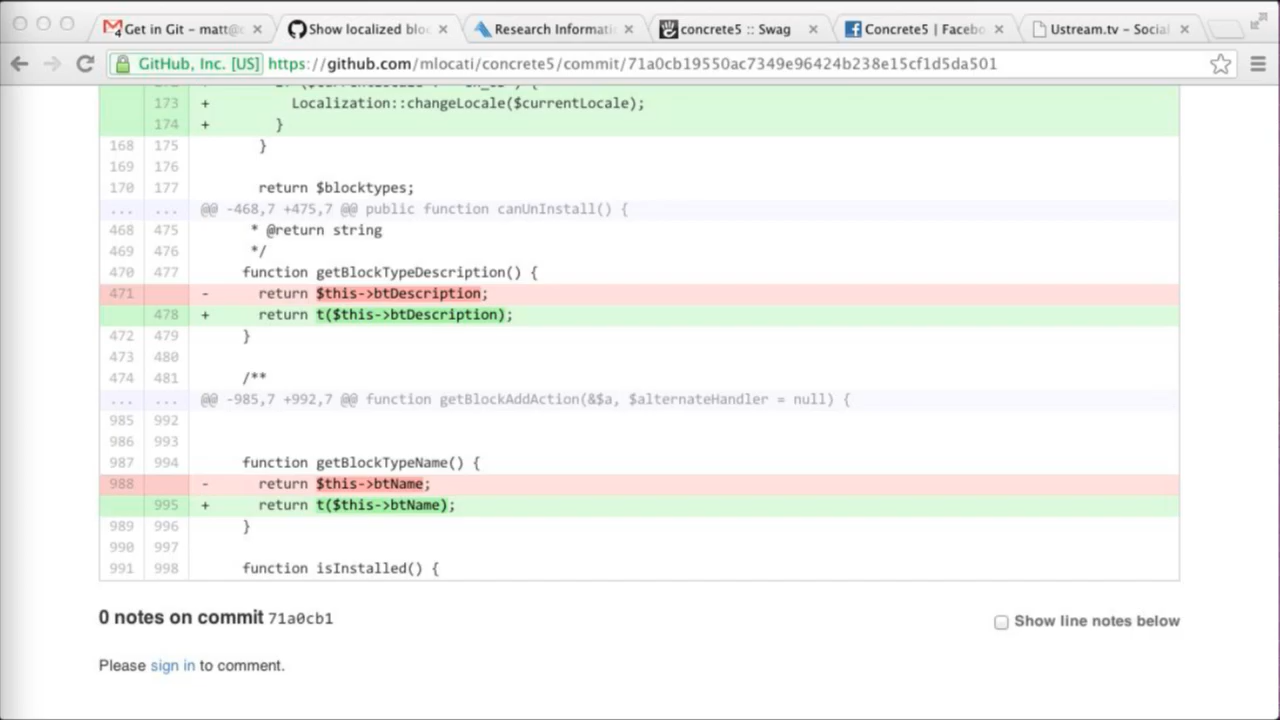 Get in Git – matt@c
Show localized bloc
Research Informati
concrete5 :: Swag
Concrete5 | Facebo
Ustream.tv – Social
GitHub, Inc. [US] https://github.com/mlocati/concrete5/commit/71a0cb19550ac7349e96424b238e15cf1d5da501
173 + Localization::changeLocale($currentLocale);
174 + }
168 175 }
169 176
170 177 return $blocktypes;
... ... @@ -468,7 +475,7 @@ public function canUnInstall() {
468 475 * @return string
469 476 */
470 477 function getBlockTypeDescription() {
471 - return $this->btDescription;
478 + return t($this->btDescription);
472 479 }
473 480
474 481 /**
... ... @@ -985,7 +992,7 @@ function getBlockAddAction(&$a, $alternateHandler = null) {
985 992
986 993
987 994 function getBlockTypeName() {
988 - return $this->btName;
995 + return t($this->btName);
989 996 }
990 997
991 998 function isInstalled() {
0 notes on commit 71a0cb1
Show line notes below
Please sign in to comment.